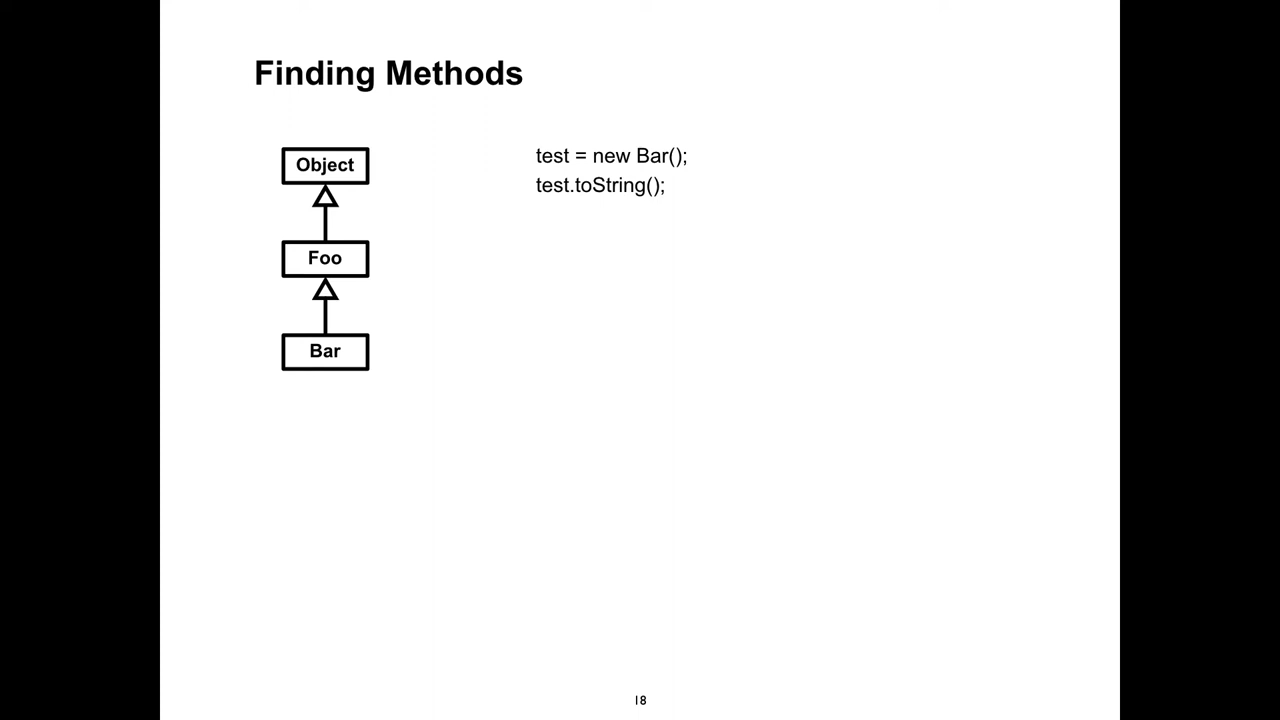 Finding Methods
Object
Foo
Bar
test = new Bar();
test.toString();
18